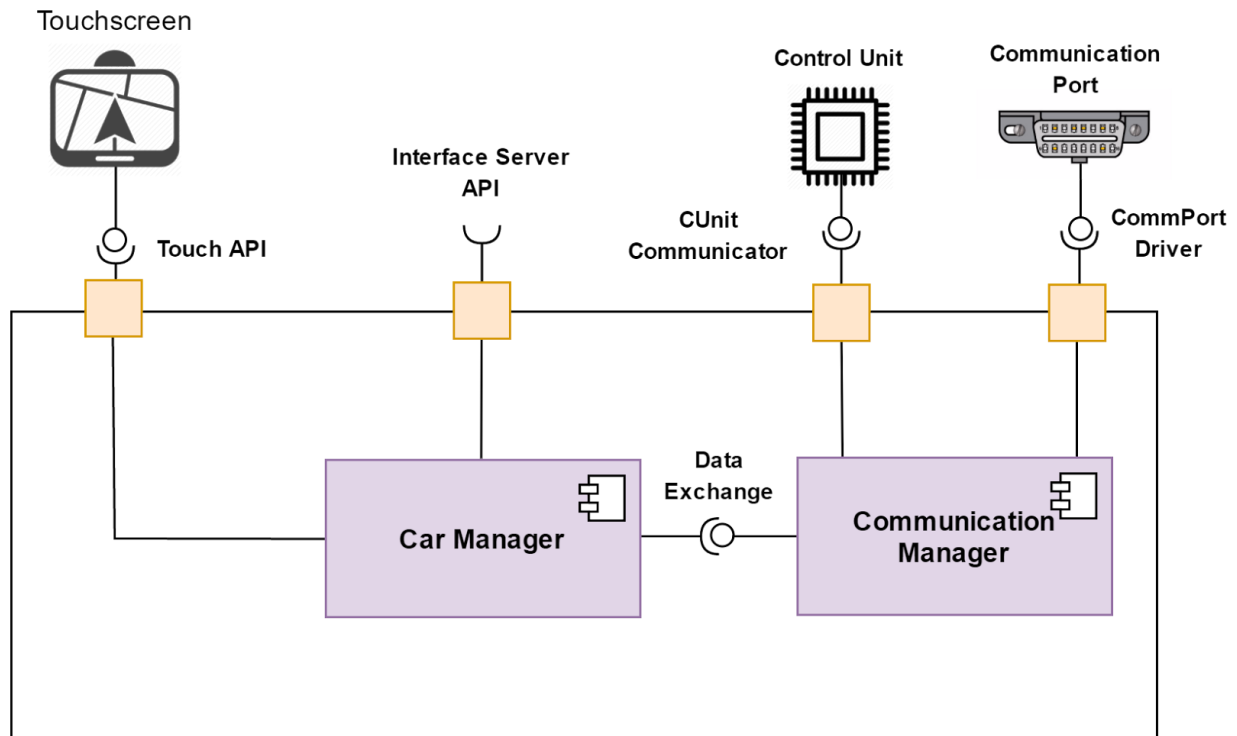 Touchscreen
Control Unit
Communication
Port
Interface Server
API
Touch API
CUnit
Communicator
CommPort
Driver
Data
Exchange
Car Manager
Communication
Manager